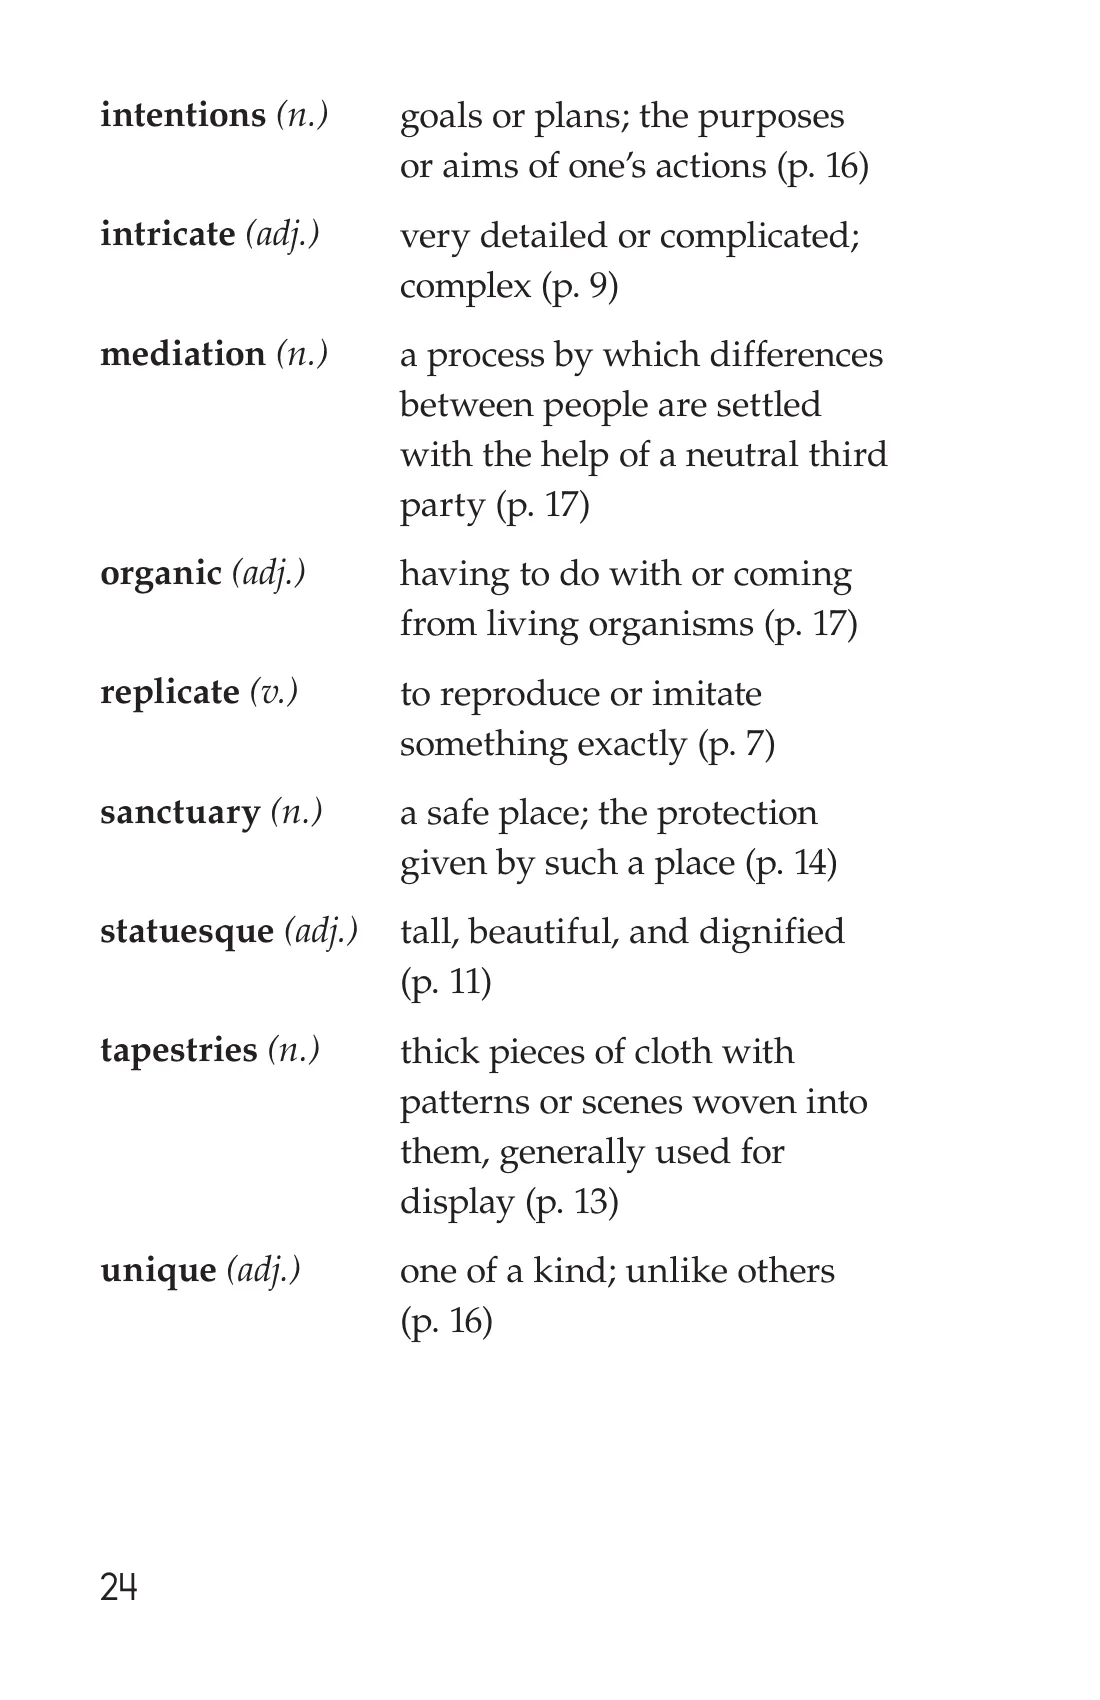 intentions (n.) goals or plans; the purposes
or aims of one’s actions (p. 16)
intricate (adj.) very detailed or complicated;
complex (p. 9)
mediation (n.) a process by which differences
between people are settled
with the help of a neutral third
party (p. 17)
organic (adj.) having to do with or coming
from living organisms (p. 17)
replicate (v.) to reproduce or imitate
something exactly (p. 7)
sanctuary (n.) a safe place; the protection
given by such a place (p. 14)
statuesque (adj.) tall, beautiful, and dignified
(p. 11)
tapestries (n.) thick pieces of cloth with
patterns or scenes woven into
them, generally used for
display (p. 13)
unique (adj.) one of a kind; unlike others
(p. 16)
24